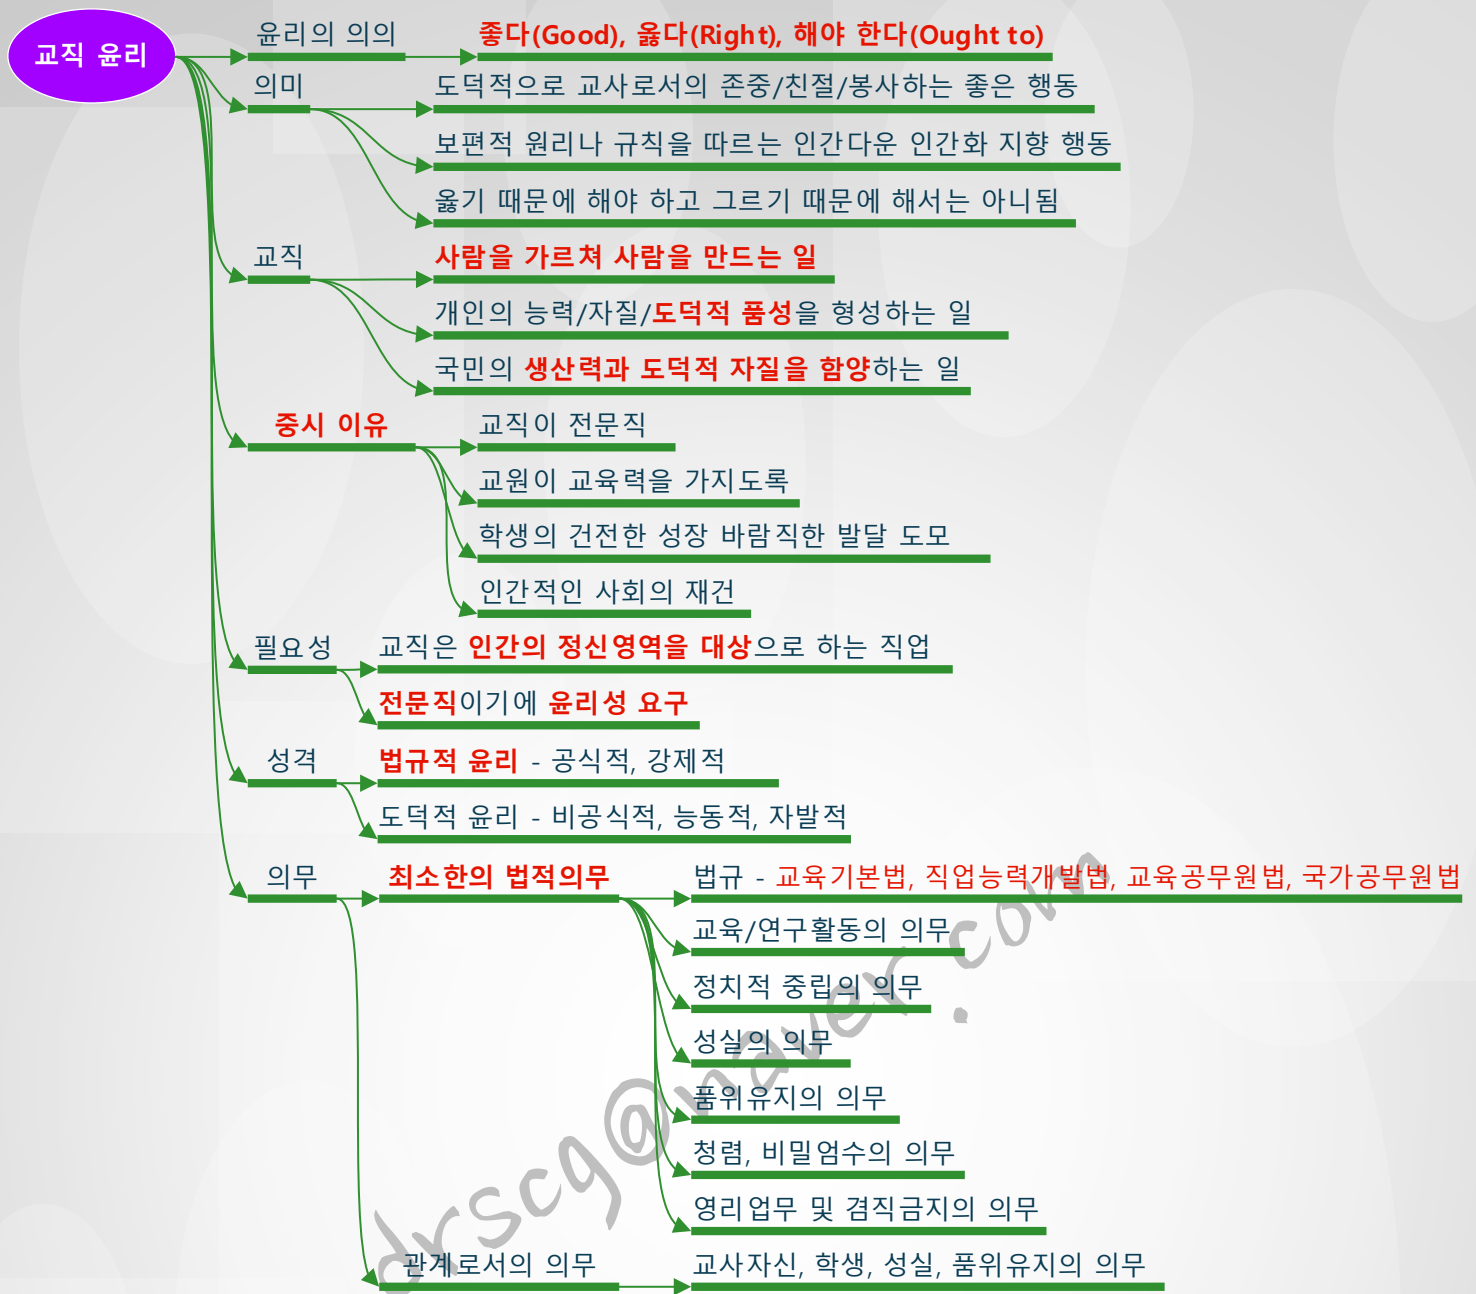 교직 윤리
윤리의 의의
좋다(Good), 옳다(Right), 해야 한다(Ought to)
의미
도덕적으로 교사로서의 존중/친절/봉사하는 좋은 행동
보편적 원리나 규칙을 따르는 인간다운 인간화 지향 행동
옳기 때문에 해야 하고 그르기 때문에 해서는 아니됨
교직
사람을 가르쳐 사람을 만드는 일
개인의 능력/자질/도덕적 품성을 형성하는 일
국민의 생산력과 도덕적 자질을 함양하는 일
중시 이유
교직이 전문직
교원이 교육력을 가지도록
학생의 건전한 성장 바람직한 발달 도모
인간적인 사회의 재건
필요성
교직은 인간의 정신영역을 대상으로 하는 직업
전문직이기에 윤리성 요구
성격
법규적 윤리 - 공식적, 강제적
도덕적 윤리 - 비공식적, 능동적, 자발적
의무
최소한의 법적의무
법규 - 교육기본법, 직업능력개발법, 교육공무원법, 국가공무원법
교육/연구활동의 의무
정치적 중립의 의무
성실의 의무
품위유지의 의무
청렴, 비밀엄수의 의무
영리업무 및 겸직금지의 의무
관계로서의 의무
교사자신, 학생, 성실, 품위유지의 의무
drscg@naver.com